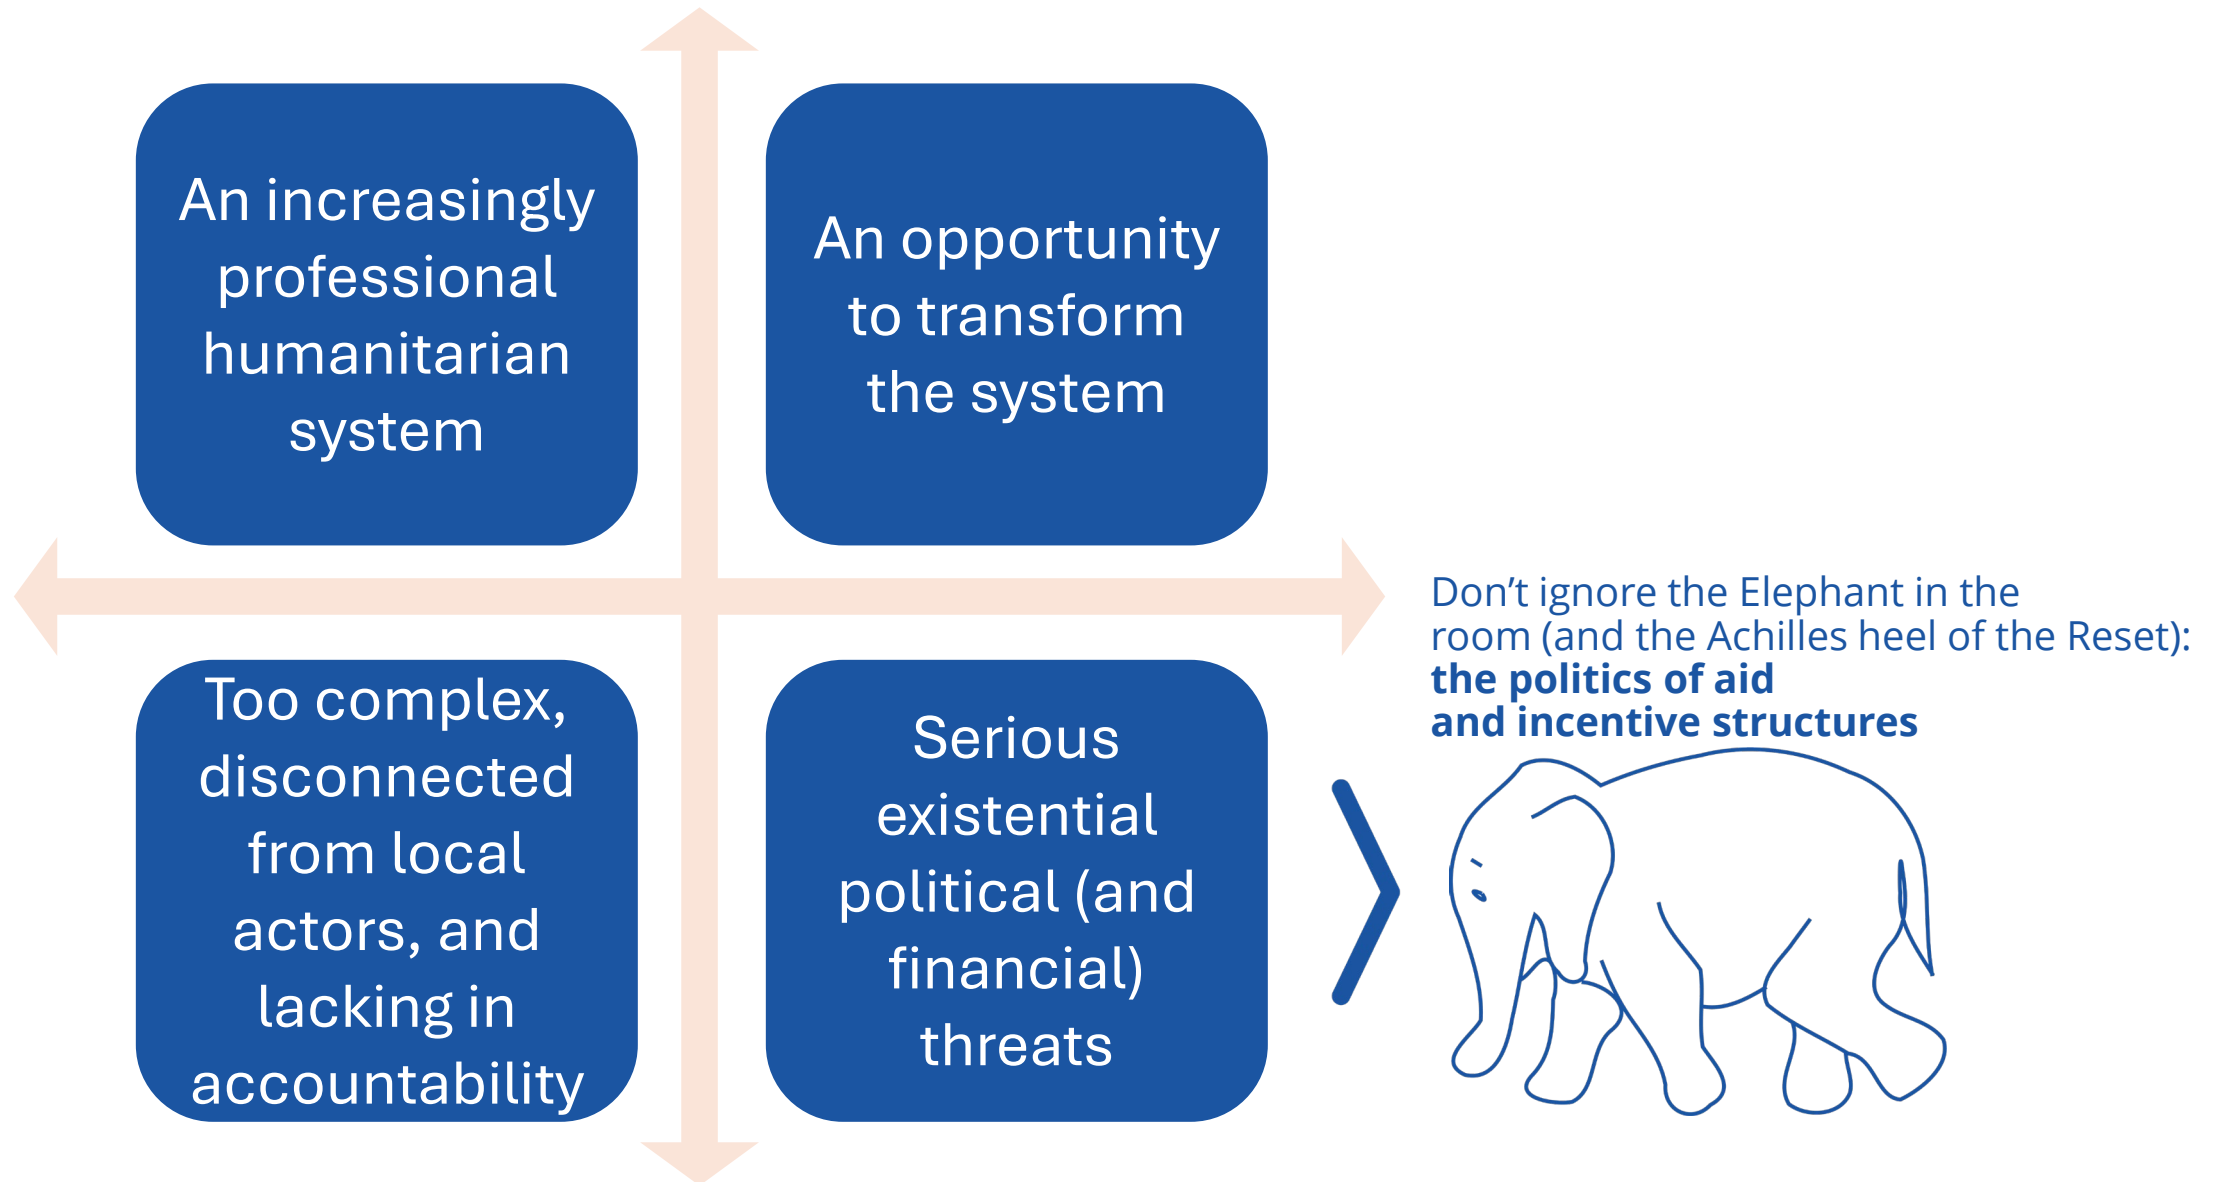 An increasingly
professional
humanitarian
system
An opportunity
to transform
the system
Too complex,
disconnected
from local
actors, and
lacking in
accountability
Serious
existential
political (and
financial)
threats
Don’t ignore the Elephant in the
room (and the Achilles heel of the Reset):
the politics of aid
and incentive structures